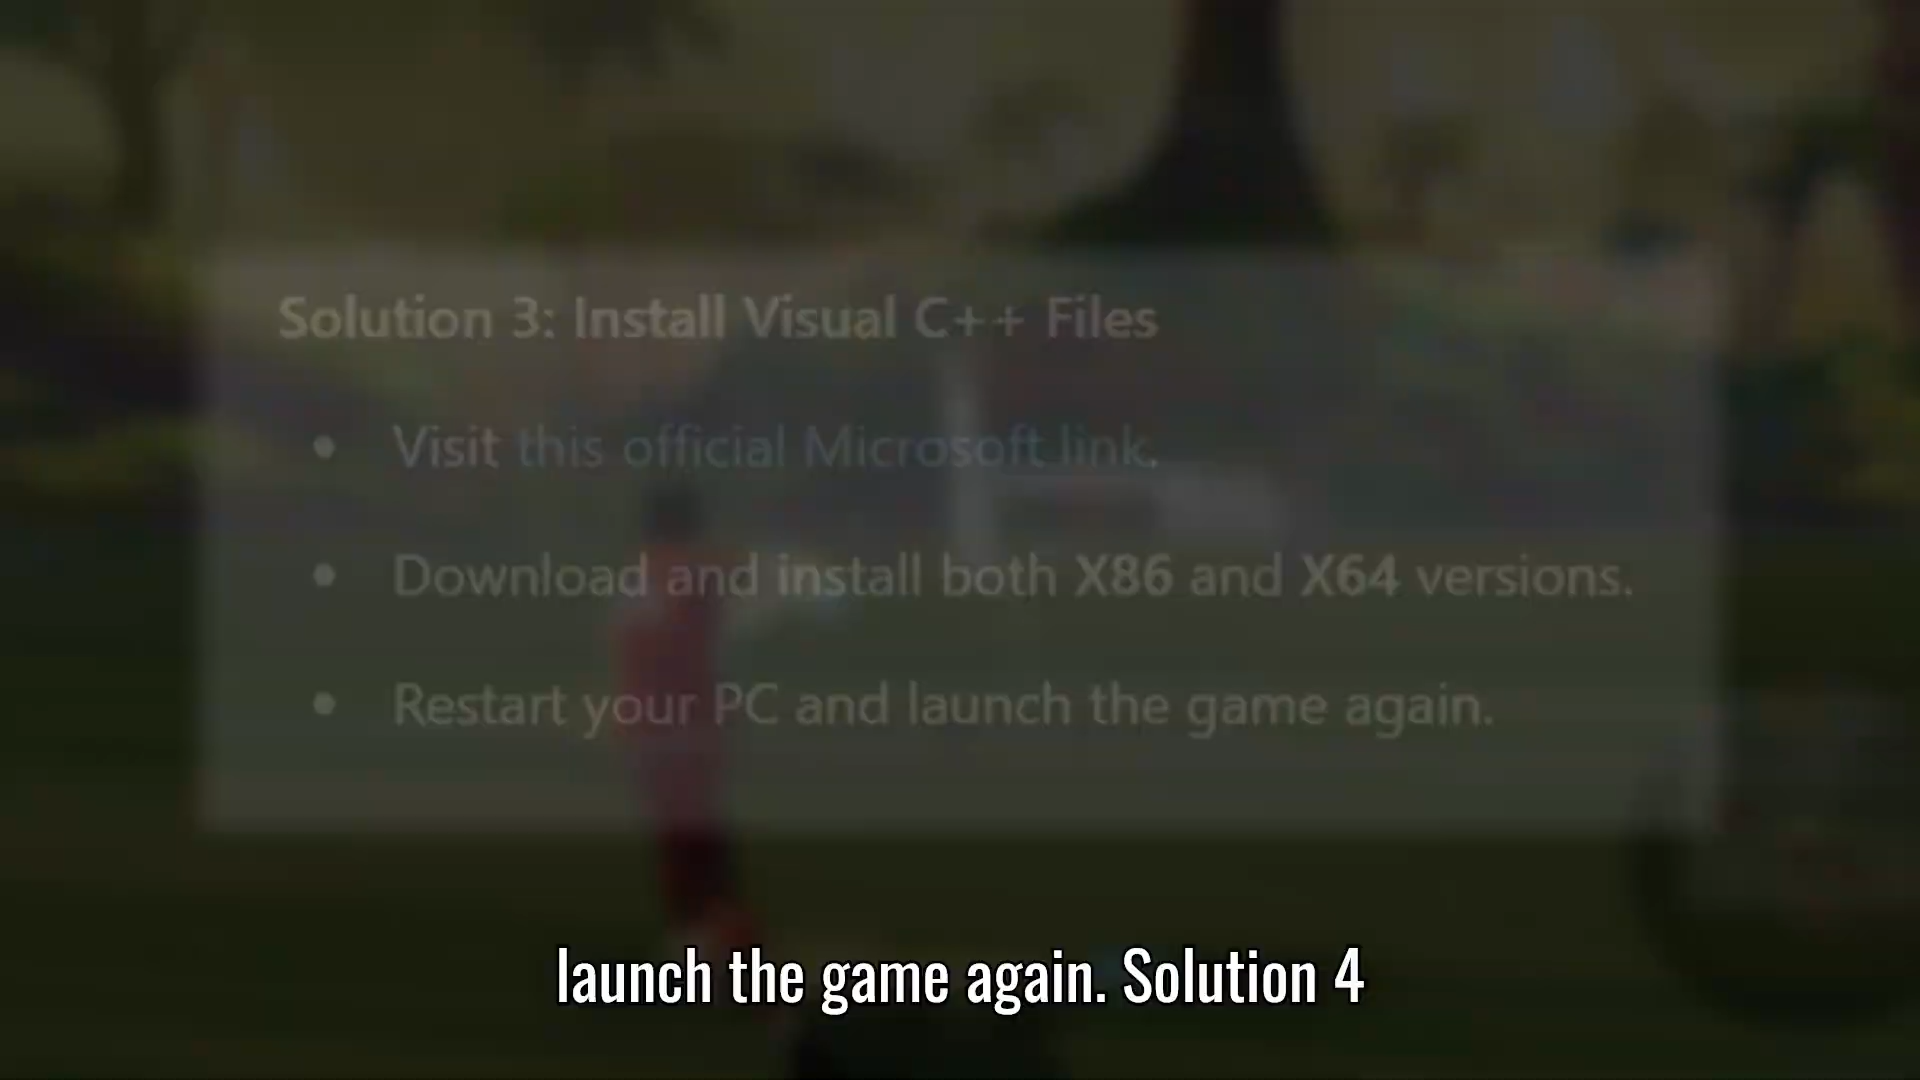 Solution 3: Install Visual C++ Files
• Visit this official Microsoft link.
• Download and install both X86 and X64 versions.
• Restart your PC and launch the game again.
launch the game again. Solution 4